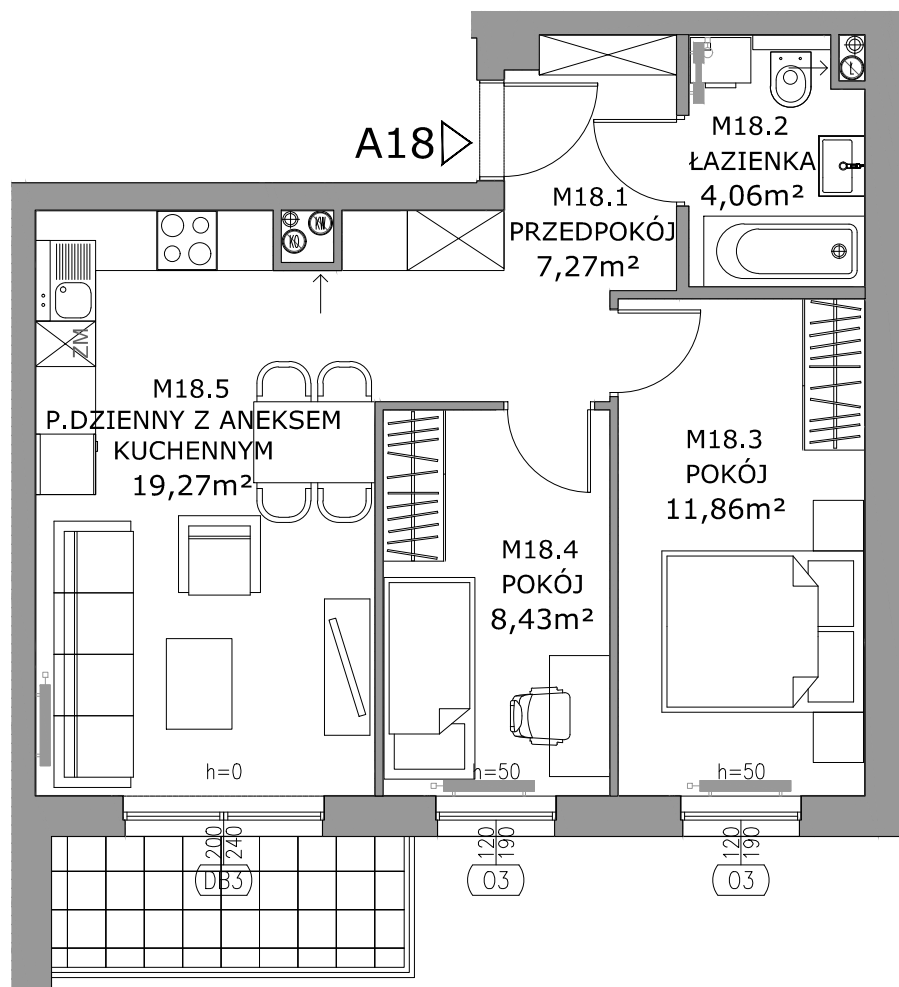 A18
M18.2
ŁAZIENKA
4,06m²
M18.1
PRZEDPOKÓJ
7,27m²
KO
KW
ZM
M18.5
P.DZIENNY Z ANEKSEM
KUCHENNYM
19,27m²
M18.3
POKÓJ
11,86m²
M18.4
POKÓJ
8,43m²
h=0
h=50
h=50
200
240
DB3
120
190
O3
120
190
O3